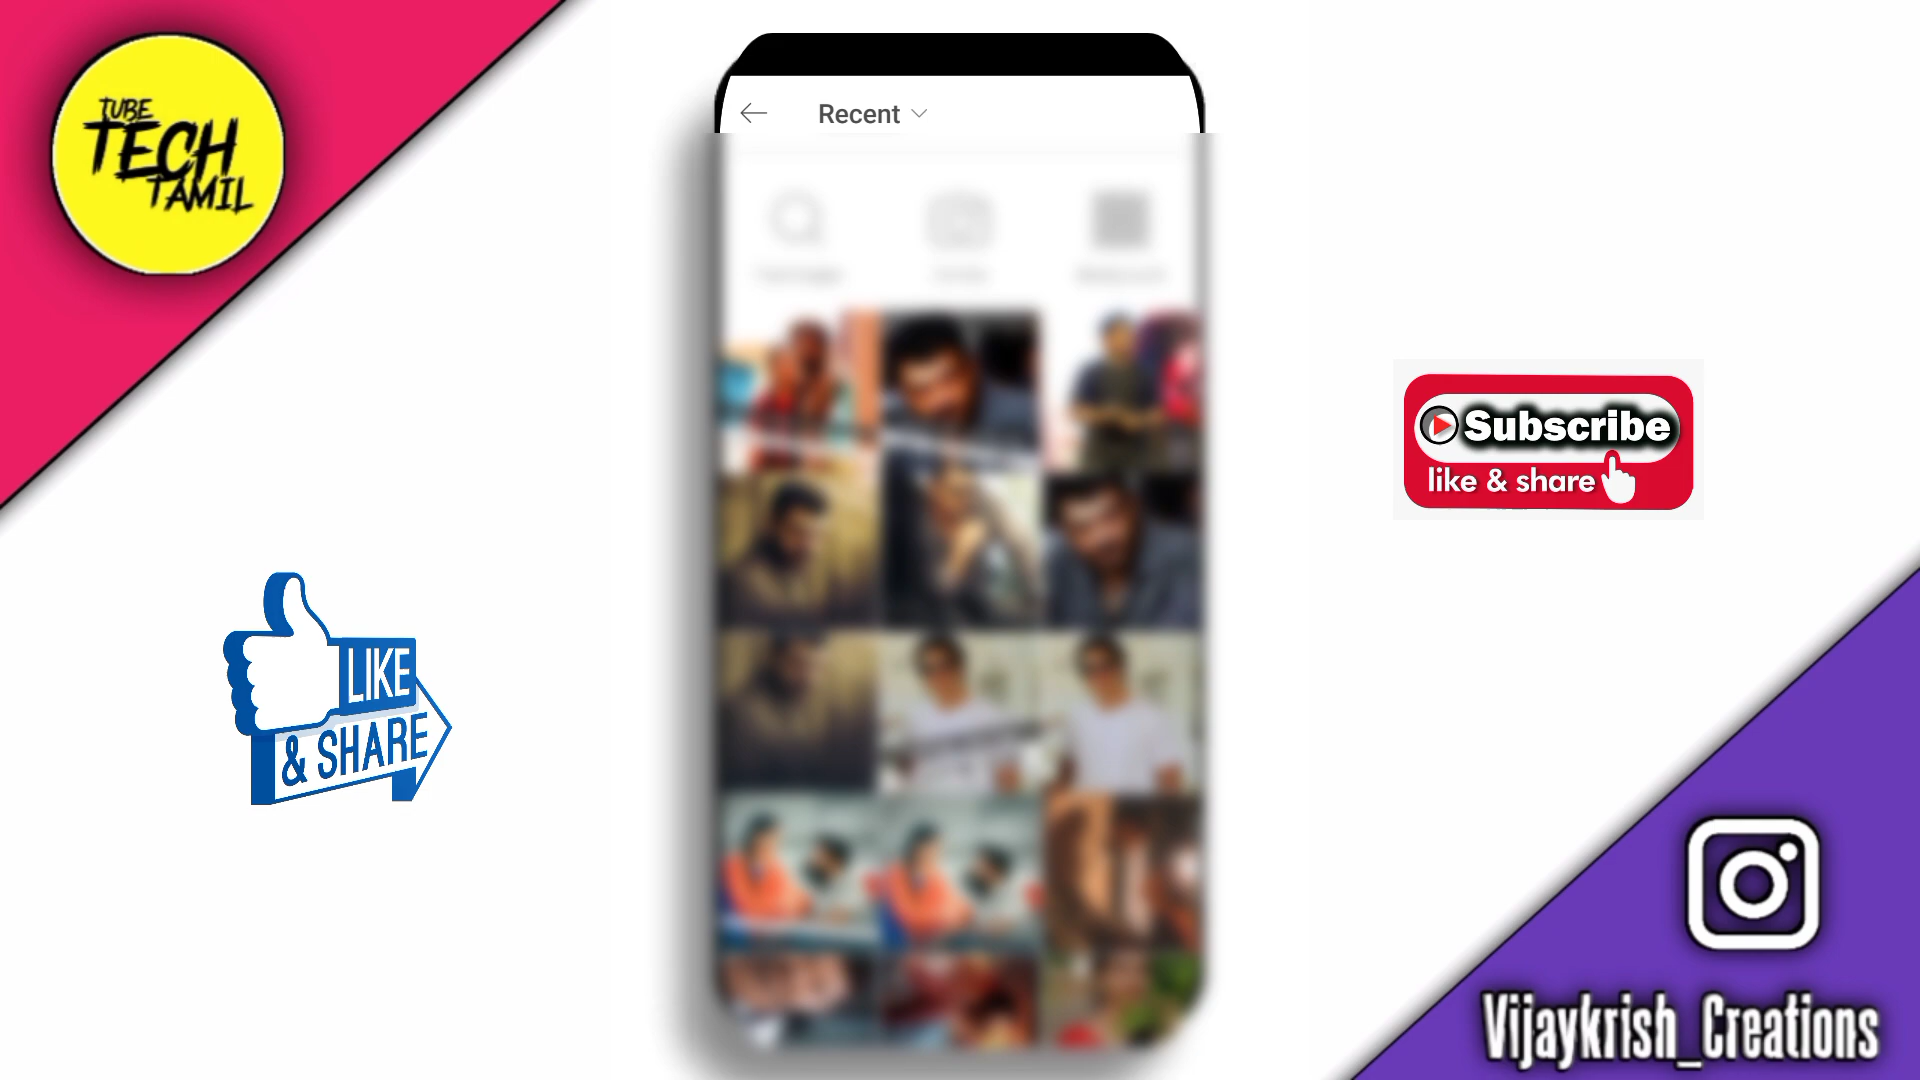 TUBE
TECH
TAMIL
Recent
Subscribe
like & share
LIKE
& SHARE
Vijaykrish_Creations